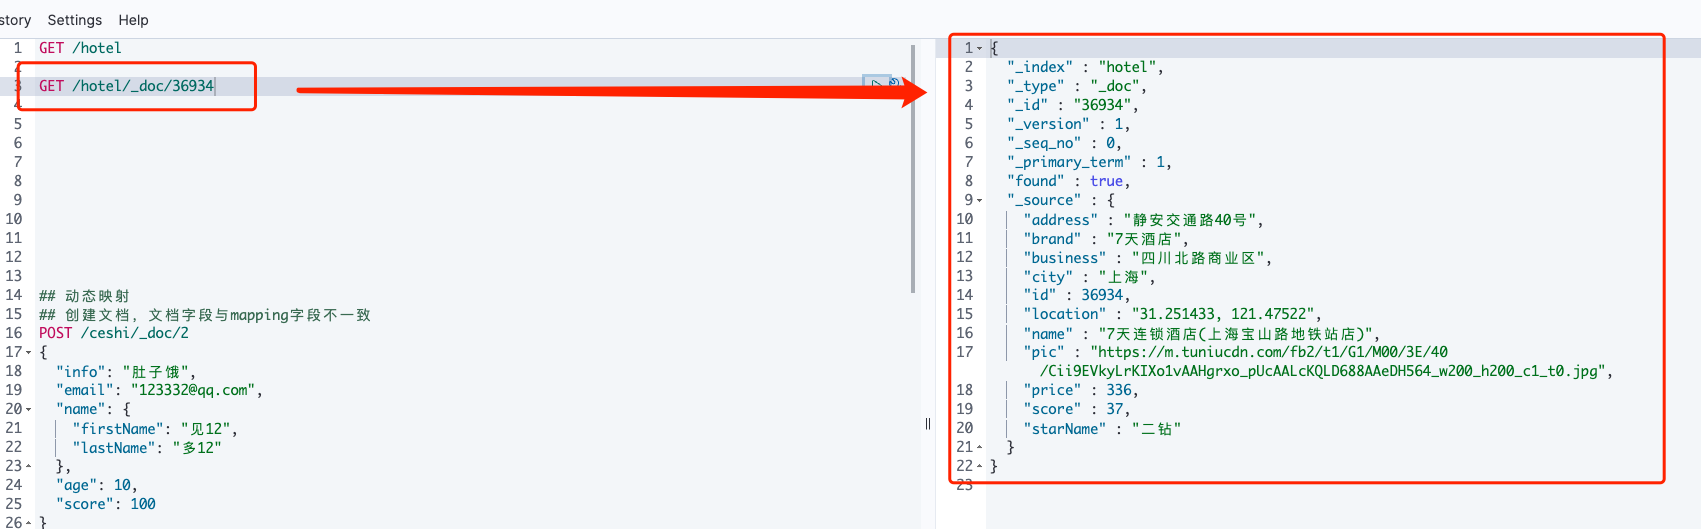 story Settings Help
1 GET /hotel
2
3 GET /hotel/_doc/36934
4
5
6
7
8
9
10
11
12
13
14 ## 动态映射
15 ## 创建文档，文档字段与mapping字段不一致
16 POST /ceshi/_doc/2
17 {
18 "info": "肚子饿",
19 "email": "123332@qq.com",
20 "name": {
21 "firstName": "见12",
22 "lastName": "多12"
23 },
24 "age": 10,
25 "score": 100
26 }
1 {
2 "_index" : "hotel",
3 "_type" : "_doc",
4 "_id" : "36934",
5 "_version" : 1,
6 "_seq_no" : 0,
7 "_primary_term" : 1,
8 "found" : true,
9 "_source" : {
10 "address" : "静安交通路40号",
11 "brand" : "7天酒店",
12 "business" : "四川北路商业区",
13 "city" : "上海",
14 "id" : 36934,
15 "location" : "31.251433, 121.47522",
16 "name" : "7天连锁酒店(上海宝山路地铁站店)",
17 "pic" : "https://m.tuniucdn.com/fb2/t1/G1/M00/3E/40
/Cii9EVkyLrKIXo1vAAHgrxo_pUcAALcKQLD688AAeDH564_w200_h200_c1_t0.jpg",
18 "price" : 336,
19 "score" : 37,
20 "starName" : "二钻"
21 }
22 }
23